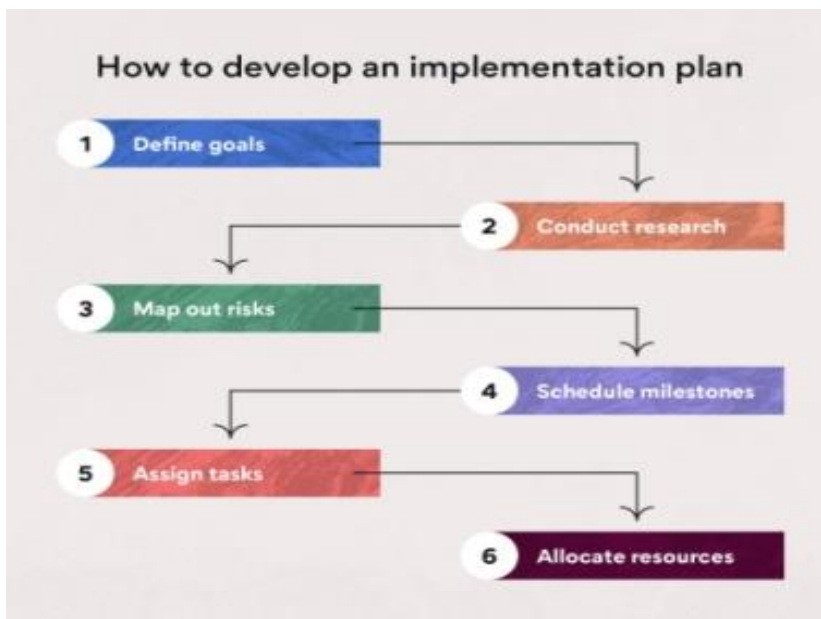 How to develop an implementation plan
1 Define goals
2 Conduct research
3 Map out risks
4 Schedule milestones
5 Assign tasks
6 Allocate resources